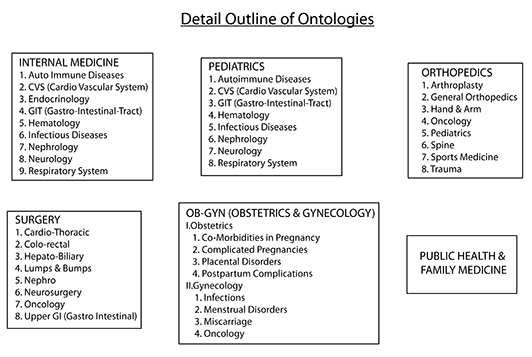 Detail Outline of Ontologies
INTERNAL MEDICINE
1. Auto Immune Diseases
2. CVS (Cardio Vascular System)
3. Endocrinology
4. GIT (Gastro-Intestinal-Tract)
5. Hematology
6. Infectious Diseases
7. Nephrology
8. Neurology
9. Respiratory System
PEDIATRICS
1. Autoimmune Diseases
2. CVS (Cardio Vascular System)
3. GIT (Gastro-Intestinal-Tract)
4. Hematology
5. Infectious Diseases
6. Nephrology
7. Neurology
8. Respiratory System
ORTHOPEDICS
1. Arthroplasty
2. General Orthopedics
3. Hand & Arm
4. Oncology
5. Pediatrics
6. Spine
7. Sports Medicine
8. Trauma
SURGERY
1. Cardio-Thoracic
2. Colo-rectal
3. Hepato-Biliary
4. Lumps & Bumps
5. Nephro
6. Neurosurgery
7. Oncology
8. Upper GI (Gastro Intestinal)
OB-GYN (OBSTETRICS & GYNECOLOGY)
I.Obstetrics
1. Co-Morbidities in Pregnancy
2. Complicated Pregnancies
3. Placental Disorders
4. Postpartum Complications
II.Gynecology
1. Infections
2. Menstrual Disorders
3. Miscarriage
4. Oncology
PUBLIC HEALTH &
FAMILY MEDICINE